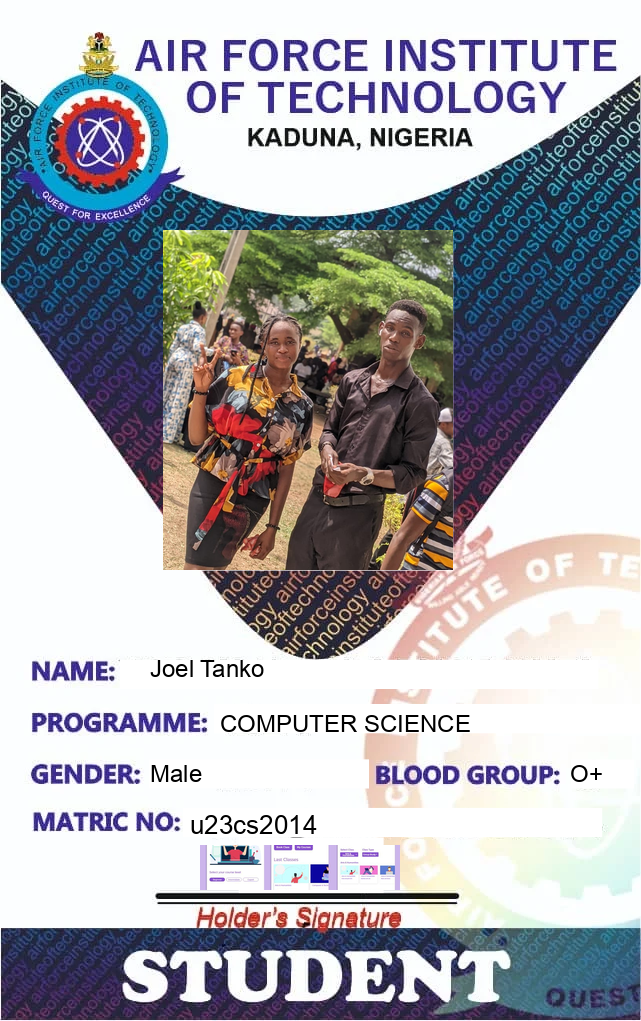 AIR FORCE INSTITUTE
OF TECHNOLOGY
KADUNA, NIGERIA
AIR FORCE INSTITUTE OF TECHNOLOGY
QUEST FOR EXCELLENCE
NAME: Joel Tanko
PROGRAMME: COMPUTER SCIENCE
GENDER: Male BLOOD GROUP: O+
MATRIC NO: u23cs2014
Holder's Signature
STUDENT
QUEST